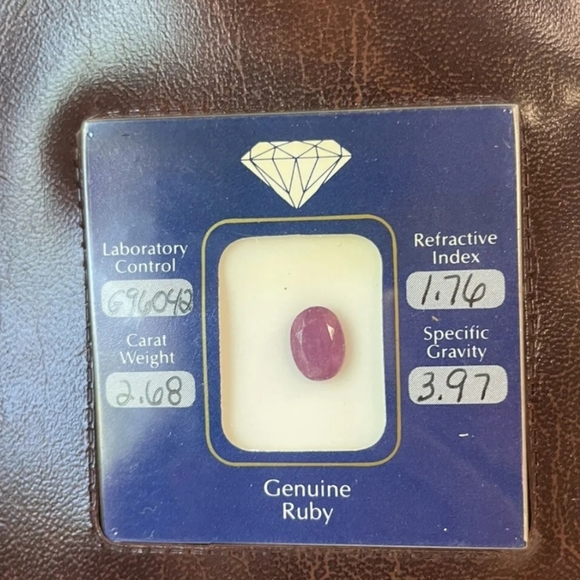 Laboratory
Control
G96042
Carat
Weight
2.68
Refractive
Index
1.76
Specific
Gravity
3.97
Genuine
Ruby